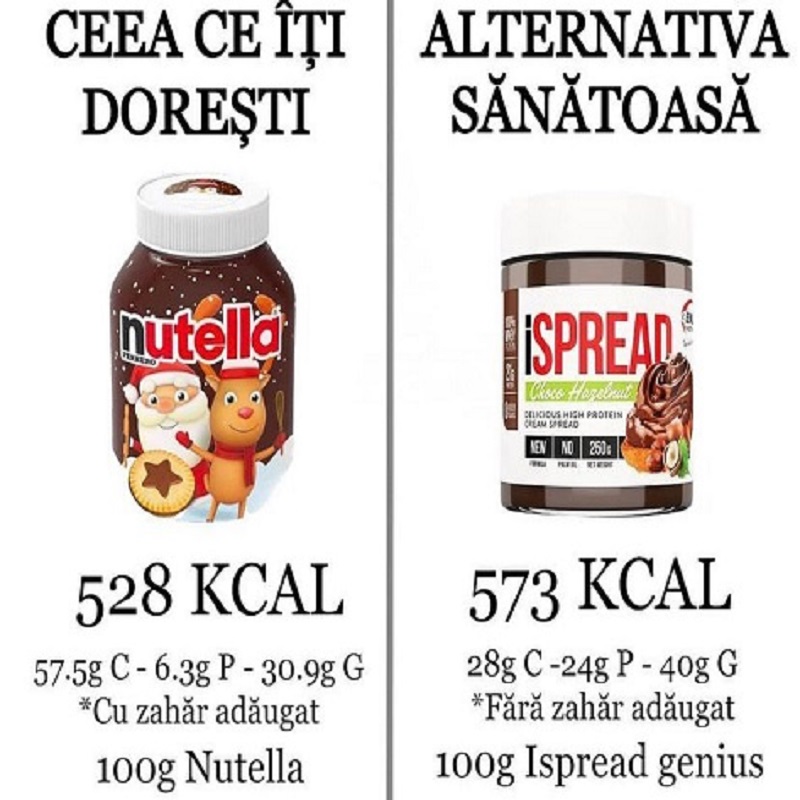 CEEA CE ÎȚI
DOREȘTI
nutella
FERRERO
528 KCAL
57.5g C - 6.3g P - 30.9g G
*Cu zahăr adăugat
100g Nutella
ALTERNATIVA
SĂNĂTOASĂ
iSPREAD
Choco Hazelnut
DELICIOUS HIGH PROTEIN
CREAM SPREAD
NEW NO 250g
FORMULA PALM OIL NET WEIGHT
573 KCAL
28g C -24g P - 40g G
*Fără zahăr adăugat
100g Ispread genius